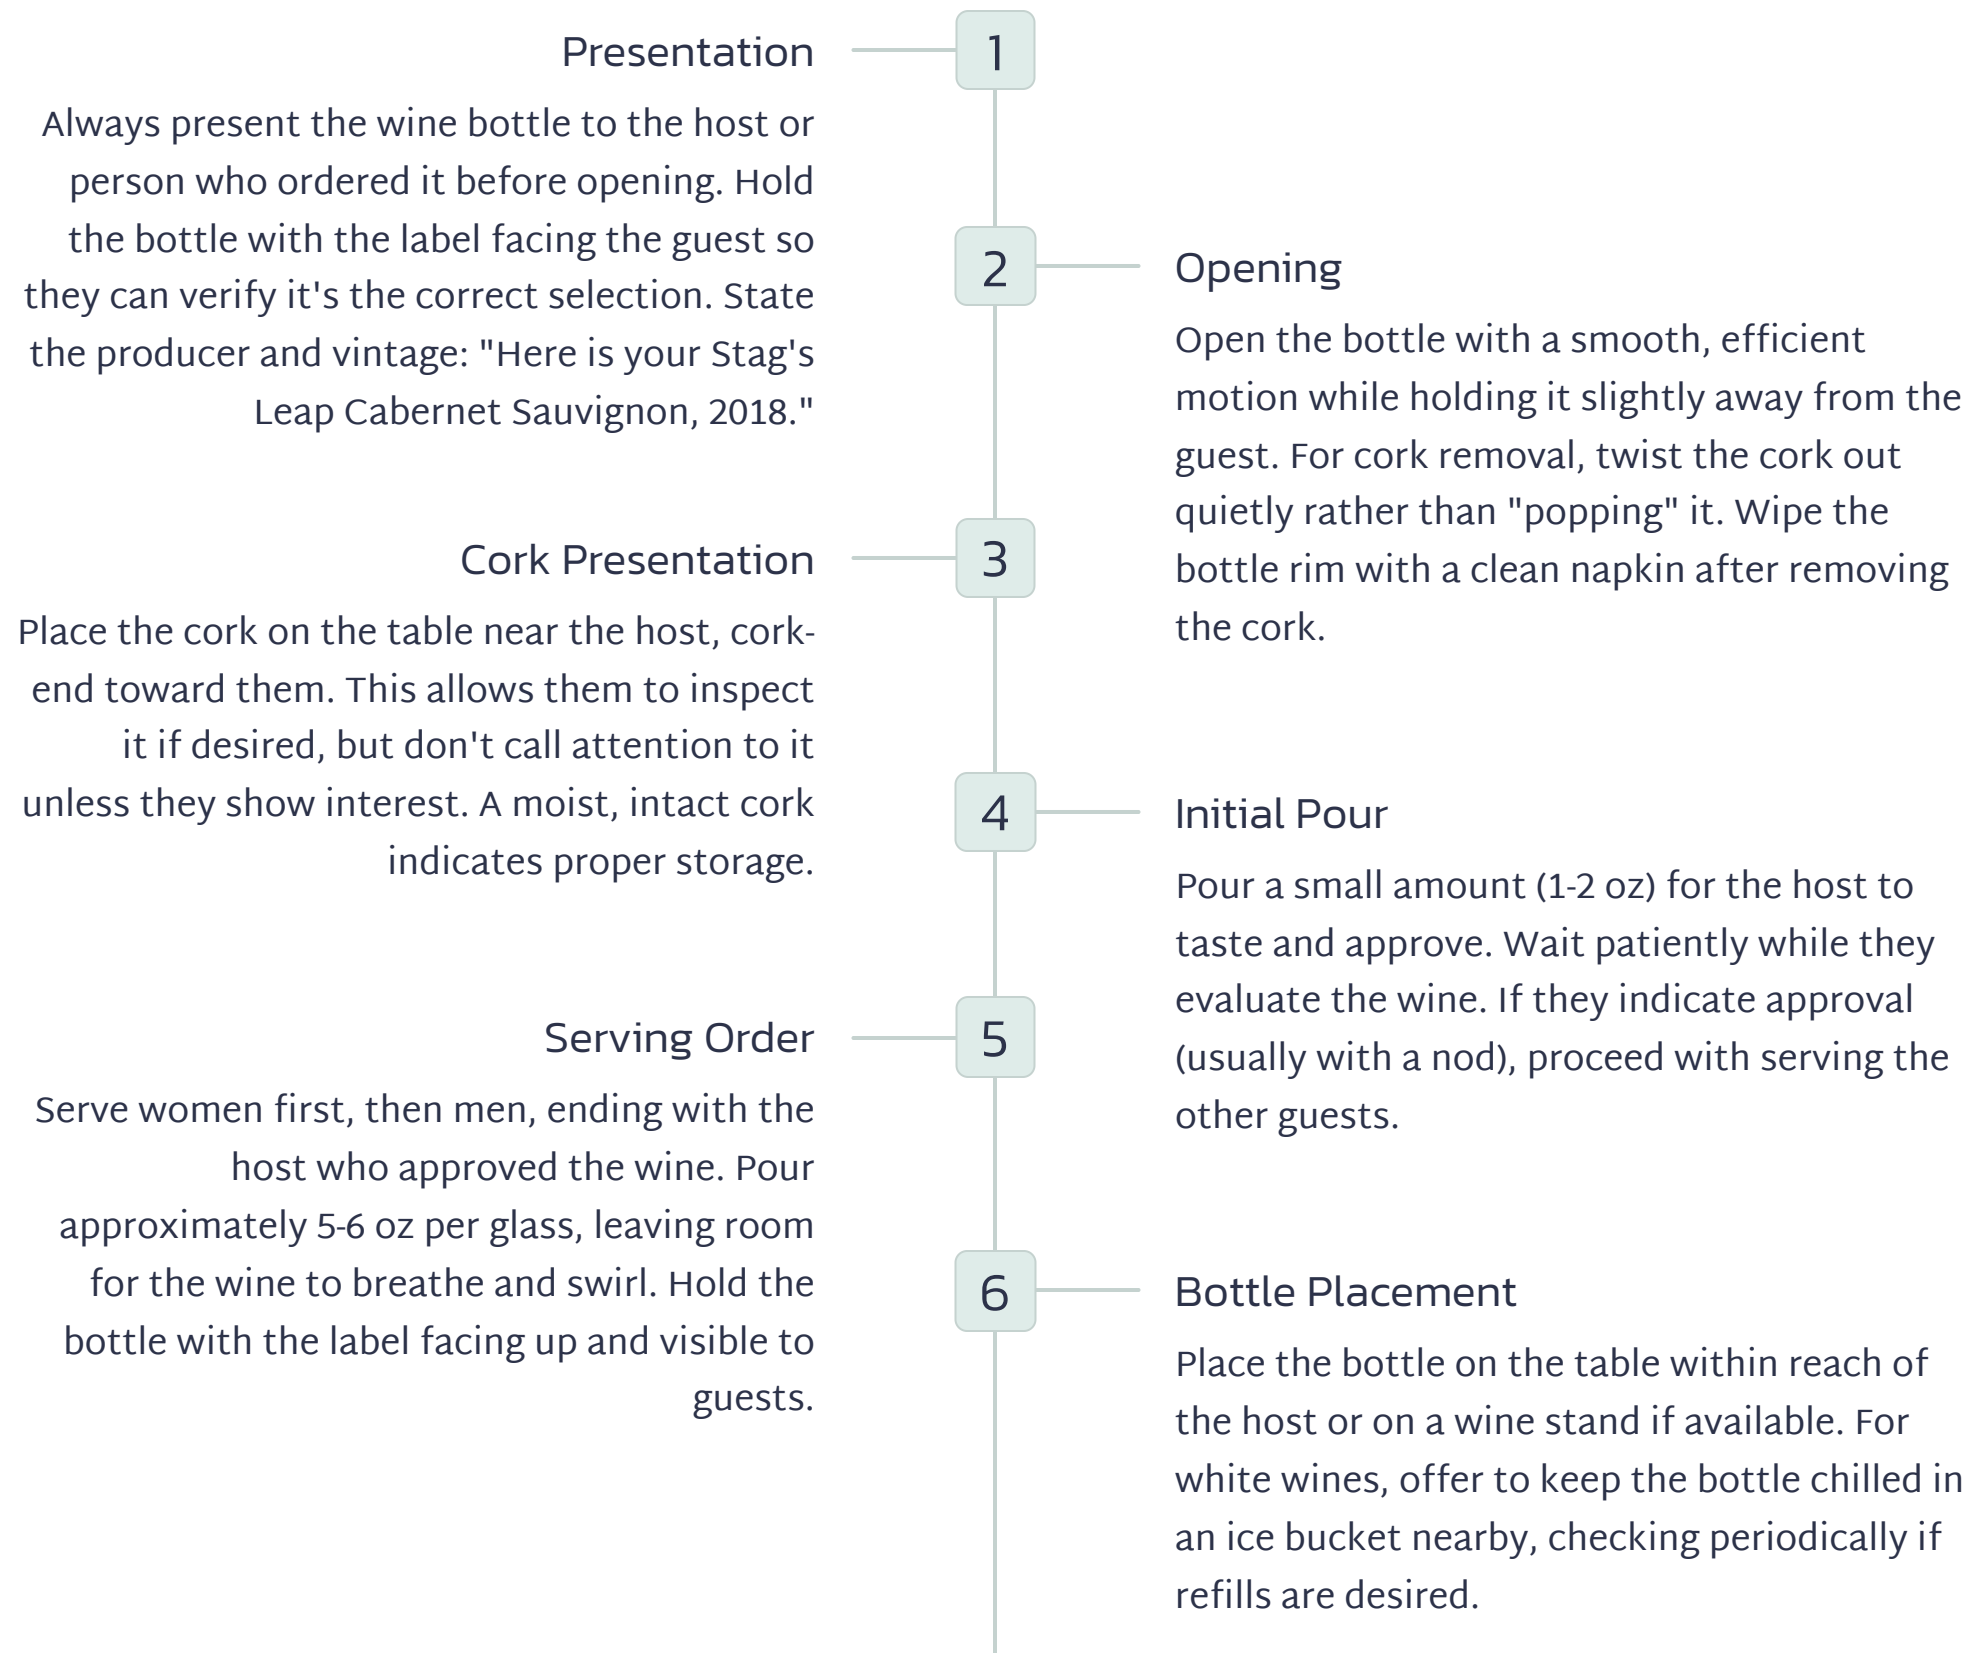 1
Presentation
Always present the wine bottle to the host or
person who ordered it before opening. Hold
the bottle with the label facing the guest so
they can verify it's the correct selection. State
the producer and vintage: "Here is your Stag's
Leap Cabernet Sauvignon, 2018."
2
Opening
Open the bottle with a smooth, efficient
motion while holding it slightly away from the
guest. For cork removal, twist the cork out
quietly rather than "popping" it. Wipe the
bottle rim with a clean napkin after removing
the cork.
3
Cork Presentation
Place the cork on the table near the host, cork-
end toward them. This allows them to inspect
it if desired, but don't call attention to it
unless they show interest. A moist, intact cork
indicates proper storage.
4
Initial Pour
Pour a small amount (1-2 oz) for the host to
taste and approve. Wait patiently while they
evaluate the wine. If they indicate approval
(usually with a nod), proceed with serving the
other guests.
5
Serving Order
Serve women first, then men, ending with the
host who approved the wine. Pour
approximately 5-6 oz per glass, leaving room
for the wine to breathe and swirl. Hold the
bottle with the label facing up and visible to
guests.
6
Bottle Placement
Place the bottle on the table within reach of
the host or on a wine stand if available. For
white wines, offer to keep the bottle chilled in
an ice bucket nearby, checking periodically if
refills are desired.